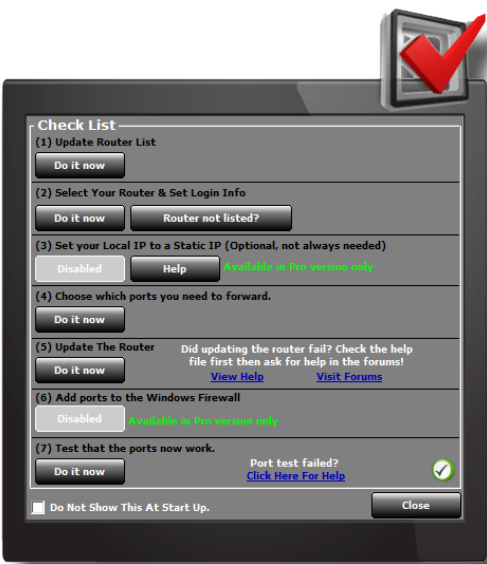 Check List
(1) Update Router List
Do it now
(2) Select Your Router & Set Login Info
Do it now
Router not listed?
(3) Set your Local IP to a Static IP (Optional, not always needed)
Disabled
Help
Available in Pro version only
(4) Choose which ports you need to forward.
Do it now
(5) Update The Router
Did updating the router fail? Check the help
file first then ask for help in the forums!
Do it now
View Help
Visit Forums
(6) Add ports to the Windows Firewall
Disabled
Available in Pro version only
(7) Test that the ports now work.
Do it now
Port test failed?
Click Here For Help
Do Not Show This At Start Up.
Close